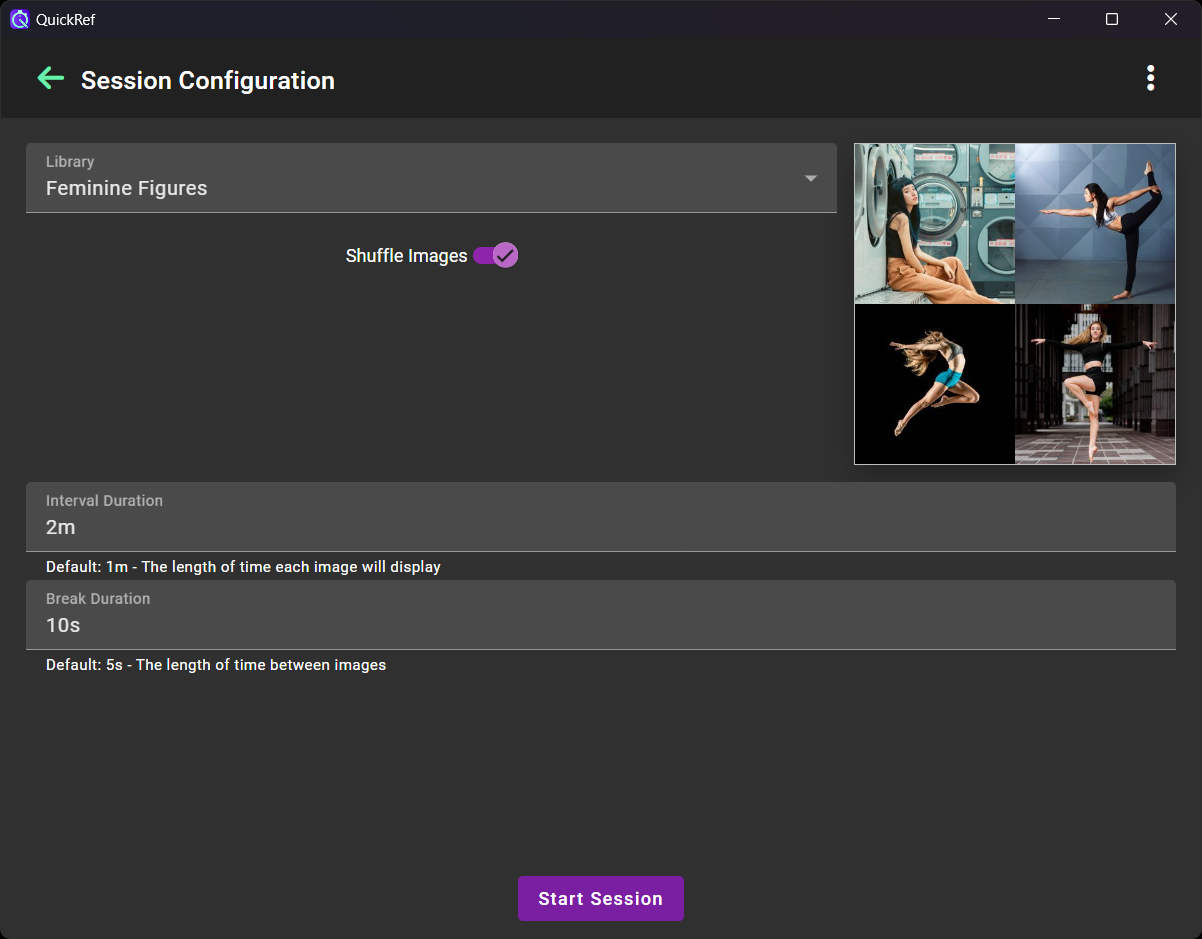 QuickRef
Session Configuration
Library
Feminine Figures
Shuffle Images
Interval Duration
2m
Default: 1m - The length of time each image will display
Break Duration
10s
Default: 5s - The length of time between images
Start Session